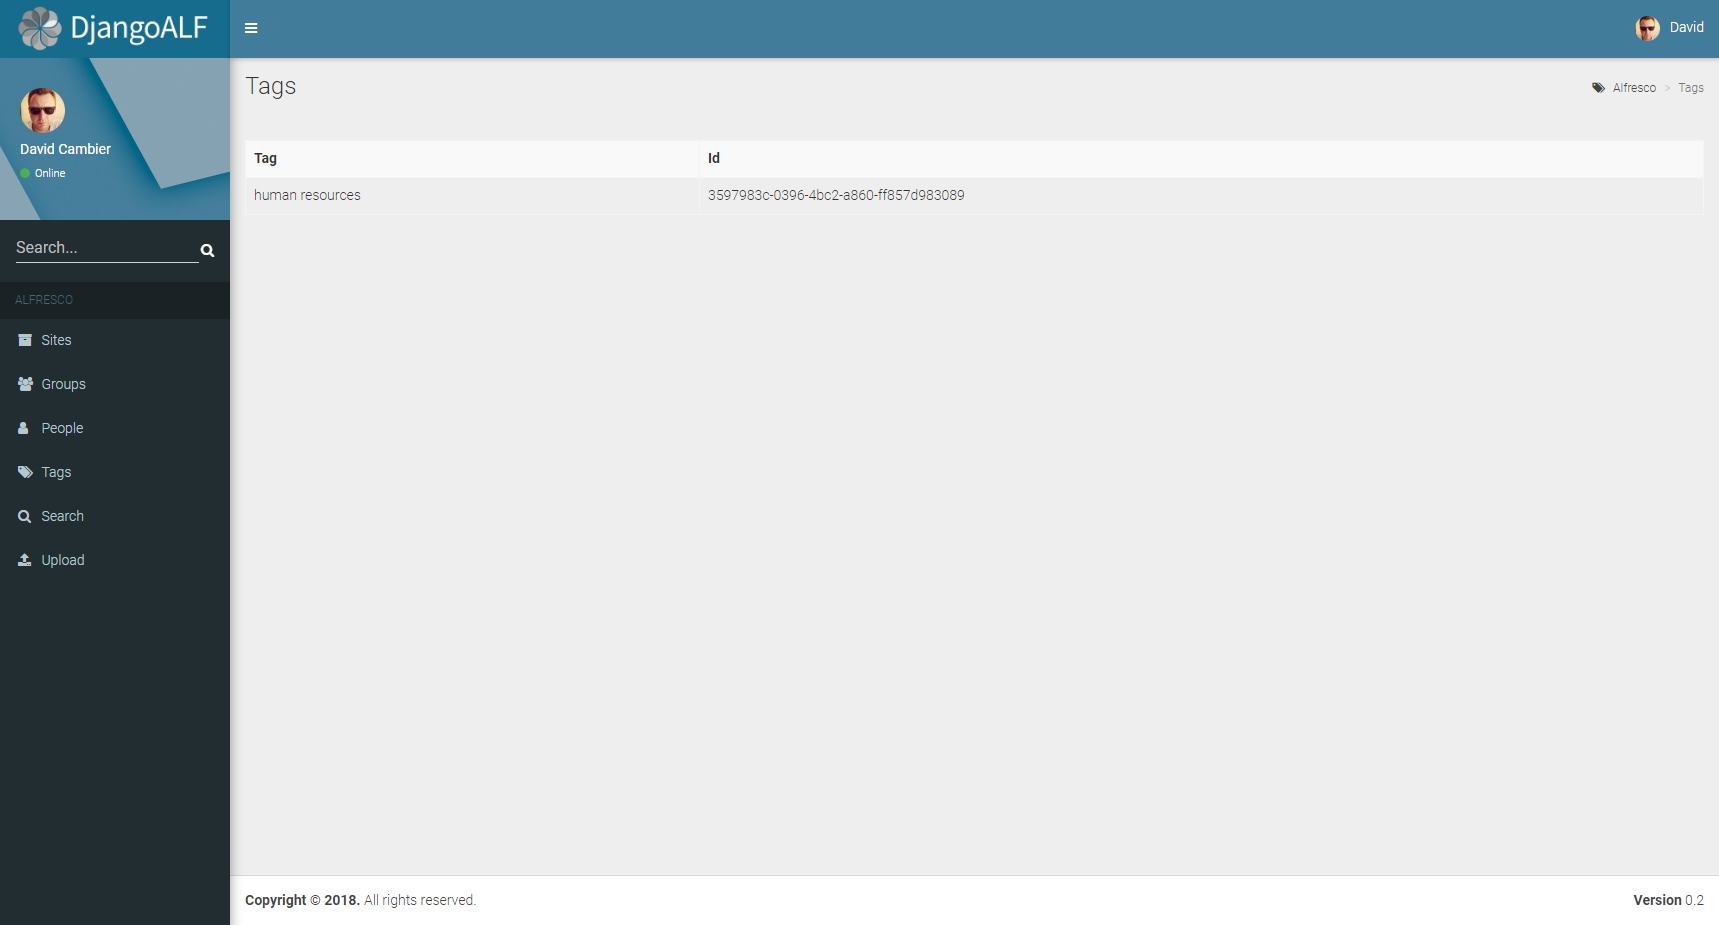 DjangoALF
David
David Cambier
Online
Search...
ALFRESCO
Sites
Groups
People
Tags
Search
Upload
Tags
Alfresco > Tags
Tag Id
human resources 3597983c-0396-4bc2-a860-ff857d983089
Copyright © 2018. All rights reserved.
Version 0.2